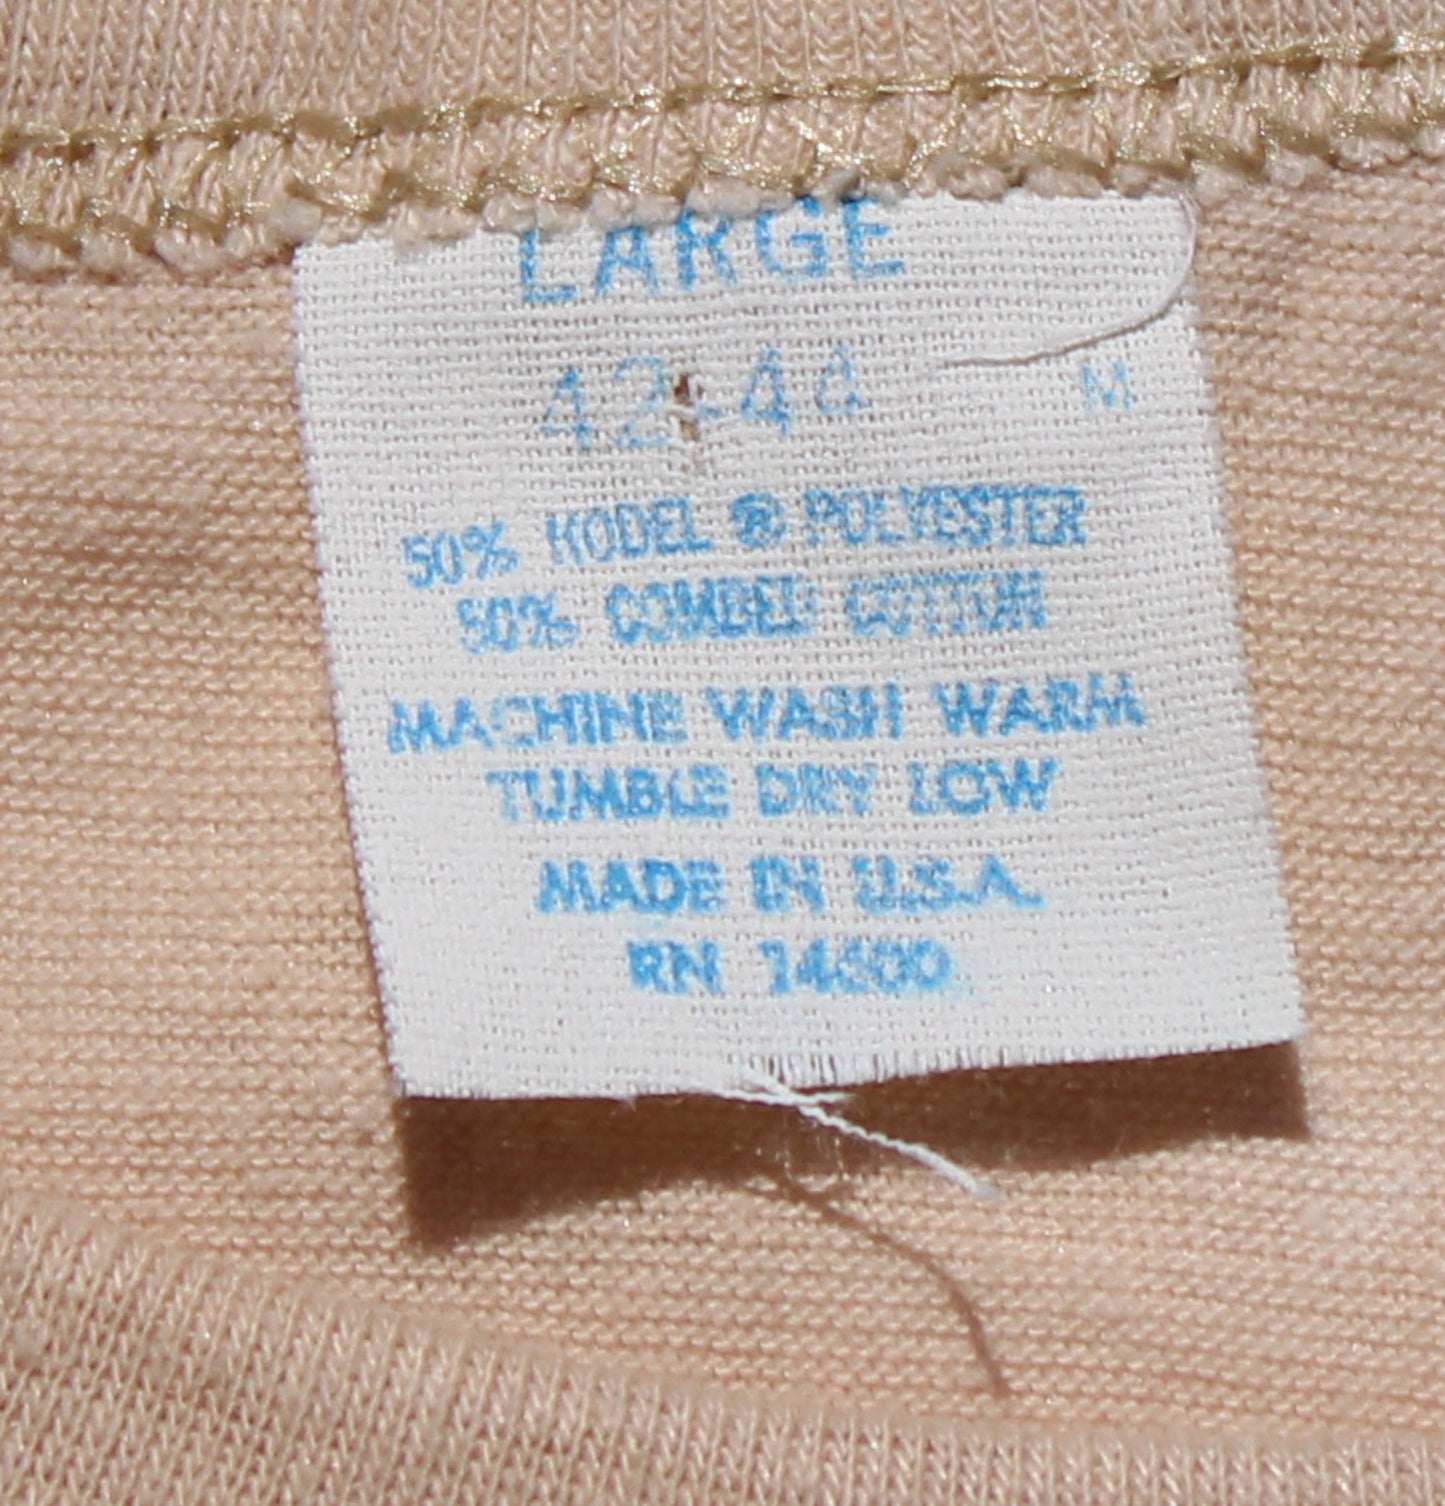 LARGE
42-44 M
50% KODEL ® POLYESTER
50% COMBED COTTON
MACHINE WASH WARM
TUMBLE DRY LOW
MADE IN U.S.A.
RN